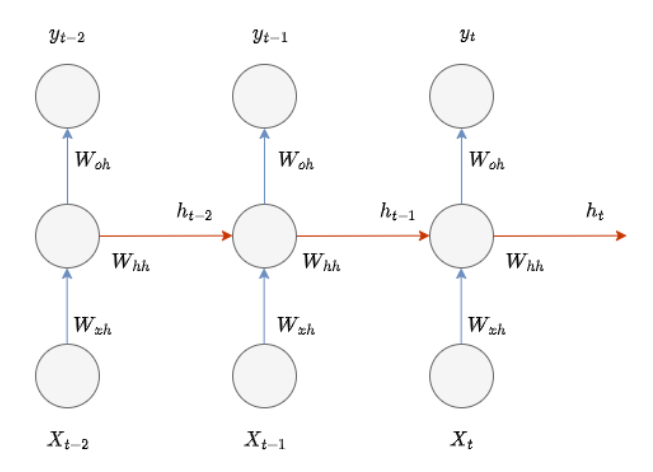 y_{t-2} y_{t-1} y_t
W_{oh} W_{oh} W_{oh}
h_{t-2} h_{t-1} h_t
W_{hh} W_{hh} W_{hh}
W_{xh} W_{xh} W_{xh}
X_{t-2} X_{t-1} X_t